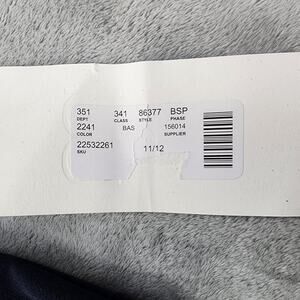 351 341 86377 BSP
DEPT CLASS STYLE PHASE
2241 BAS 156014
COLOR SUPPLIER
22532261 11/12
SKU